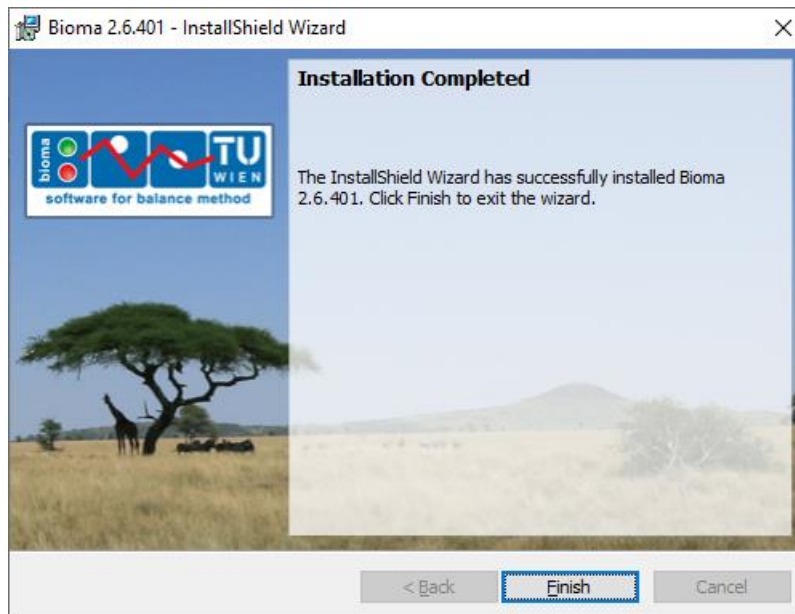 Bioma 2.6.401 - InstallShield Wizard
Installation Completed
bioma
TU
WIEN
software for balance method
The InstallShield Wizard has successfully installed Bioma
2.6.401. Click Finish to exit the wizard.
< Back
Finish
Cancel